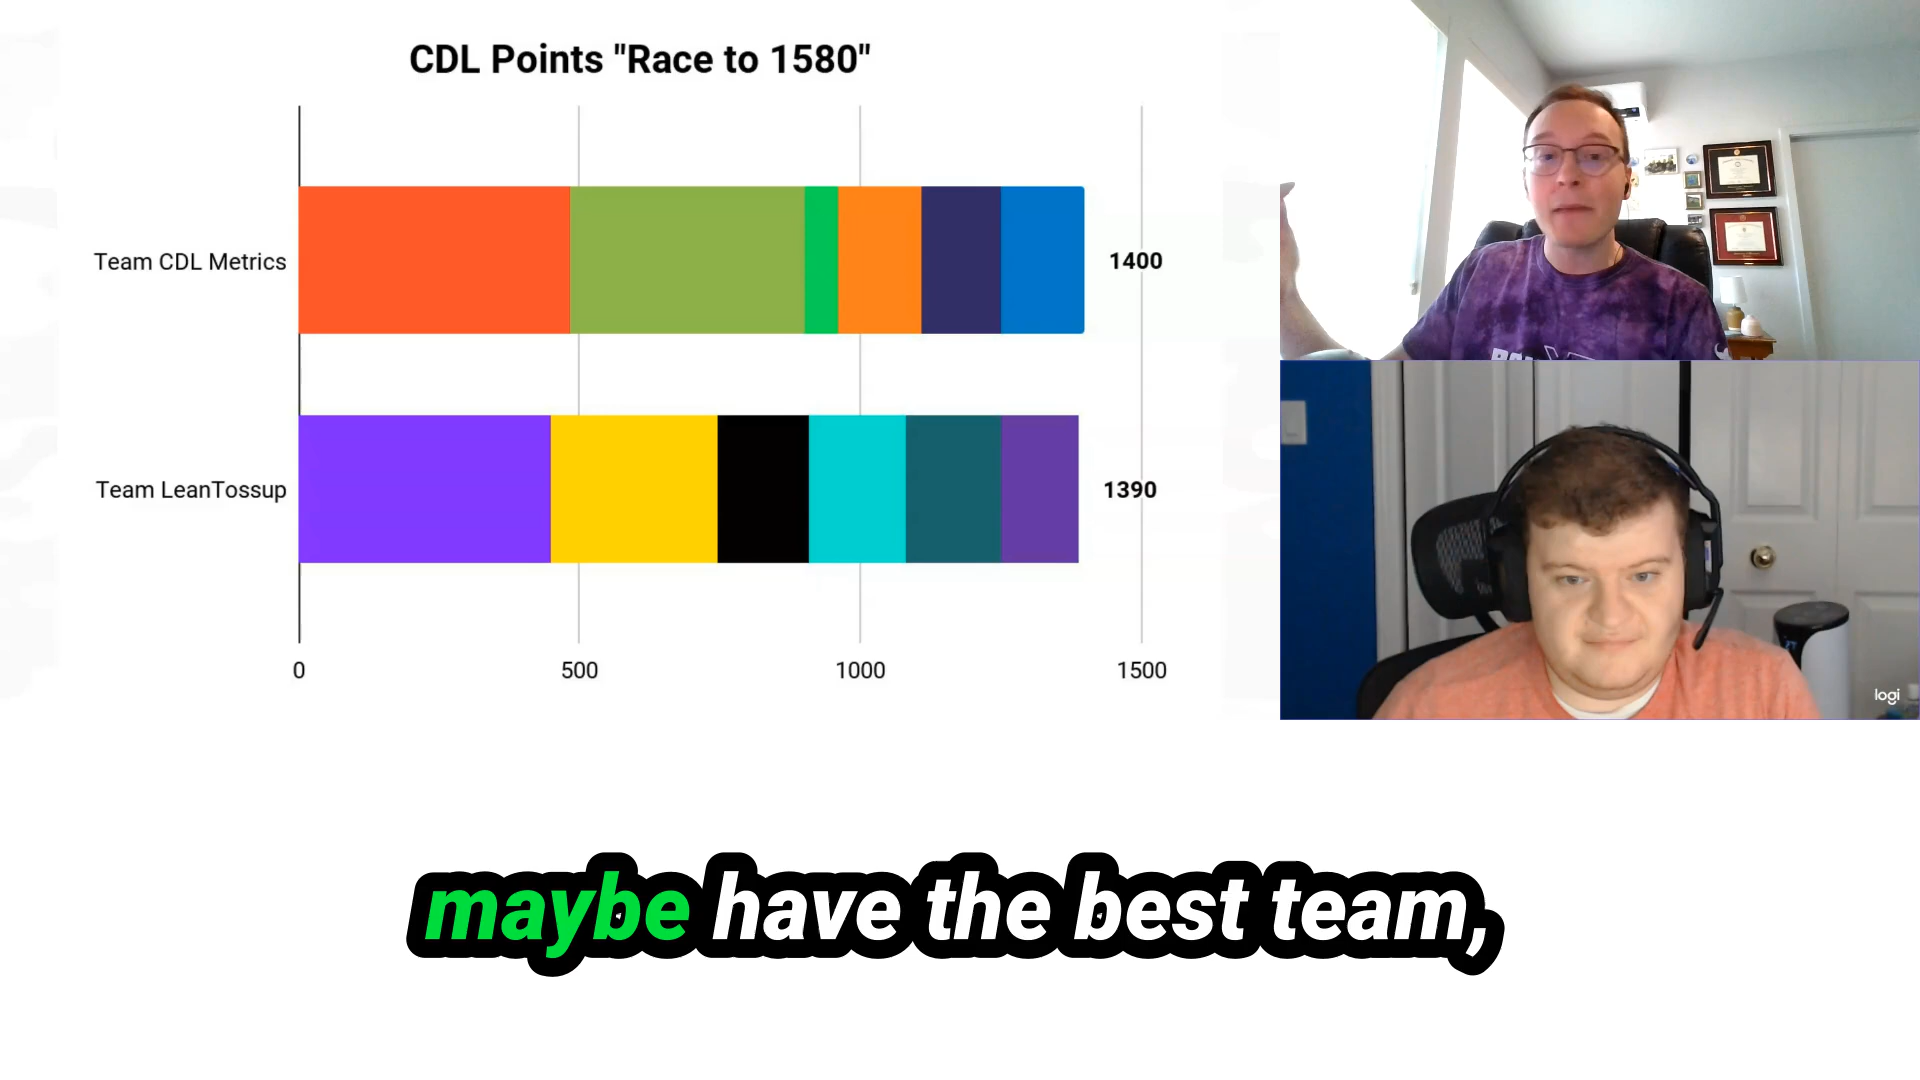 CDL Points "Race to 1580"
Team CDL Metrics
1400
Team LeanTossup
1390
0 500 1000 1500
logi
maybe have the best team,